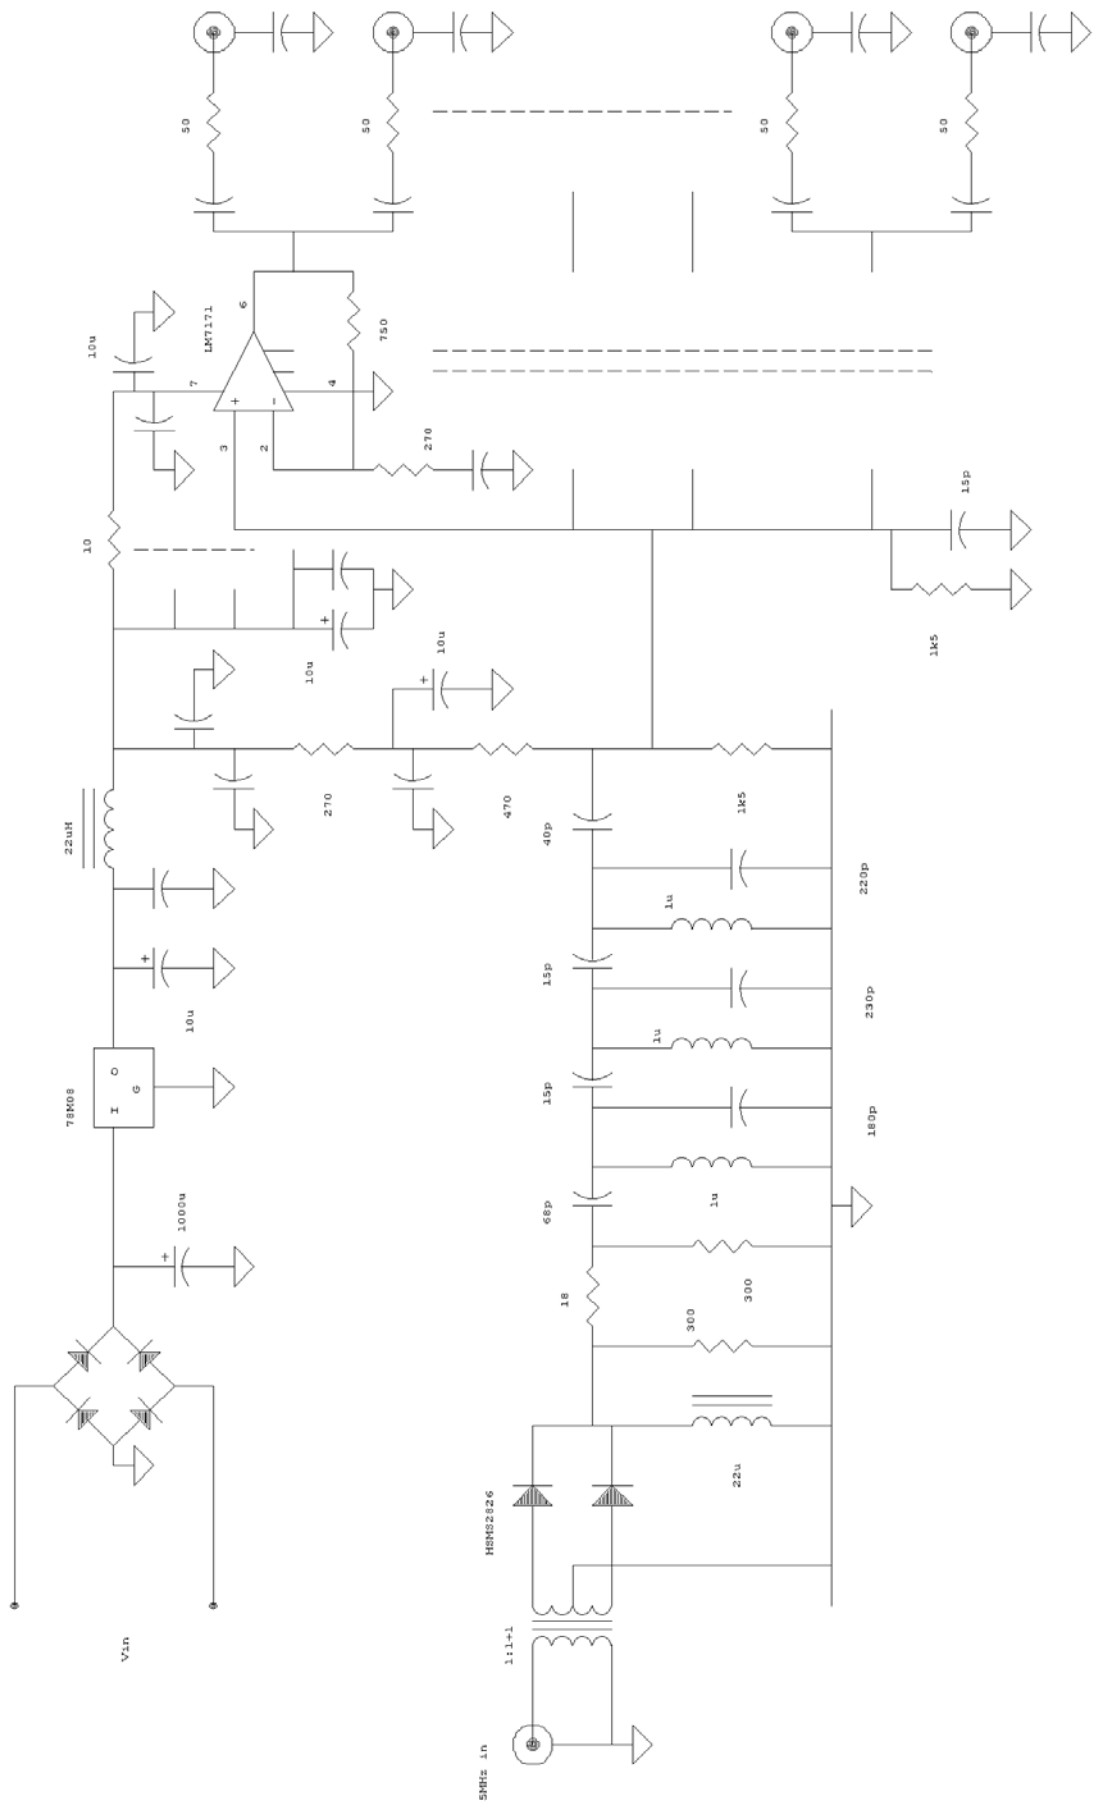 78M08
22uH
10
10u
I
O
Vin
G
+
+
1000u
10u
50
7
LM7171
3
+
6
2
−
10u
+
270
4
50
750
+
10u
270
5MHz in
HSMS2826
1:1+1
470
68p
15p
15p
40p
18
1u
1u
300
1u
22u
300
1k5
50
180p
230p
220p
1k5
50
15p